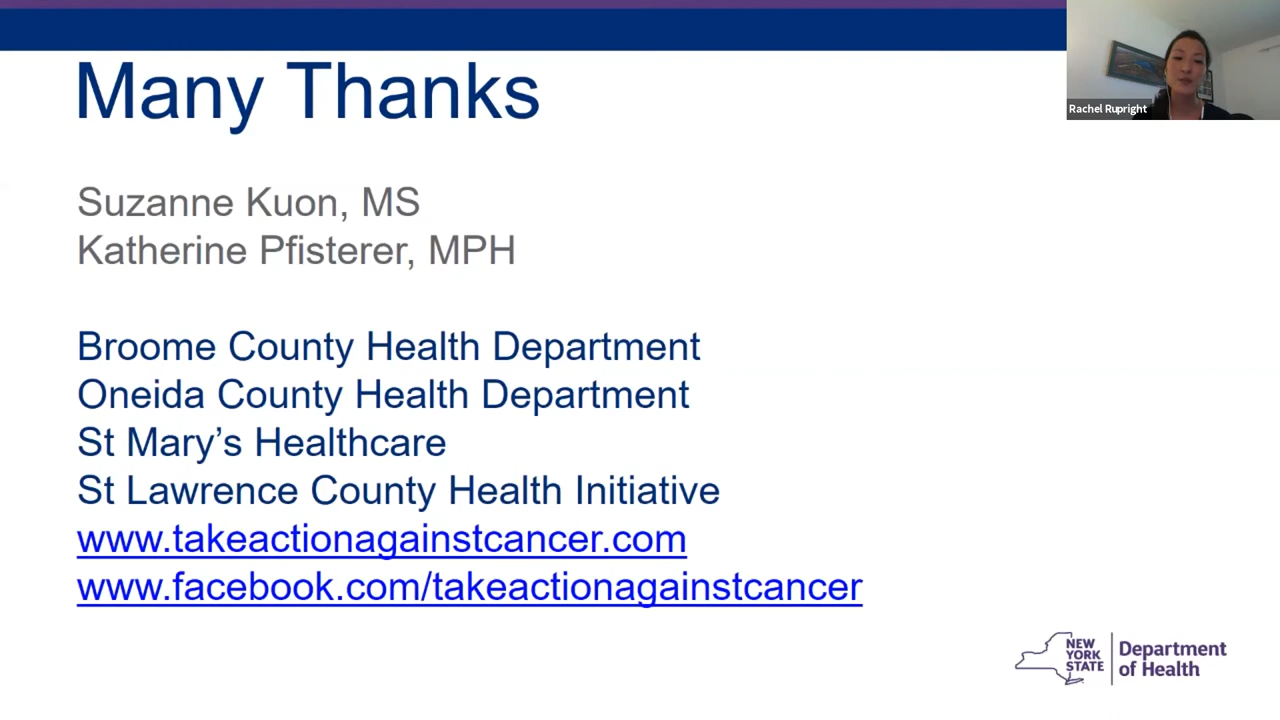 Many Thanks
Rachel Rupright
Suzanne Kuon, MS
Katherine Pfisterer, MPH
Broome County Health Department
Oneida County Health Department
St Mary’s Healthcare
St Lawrence County Health Initiative
www.takeactionagainstcancer.com
www.facebook.com/takeactionagainstcancer
NEW
YORK
STATE
Department
of Health